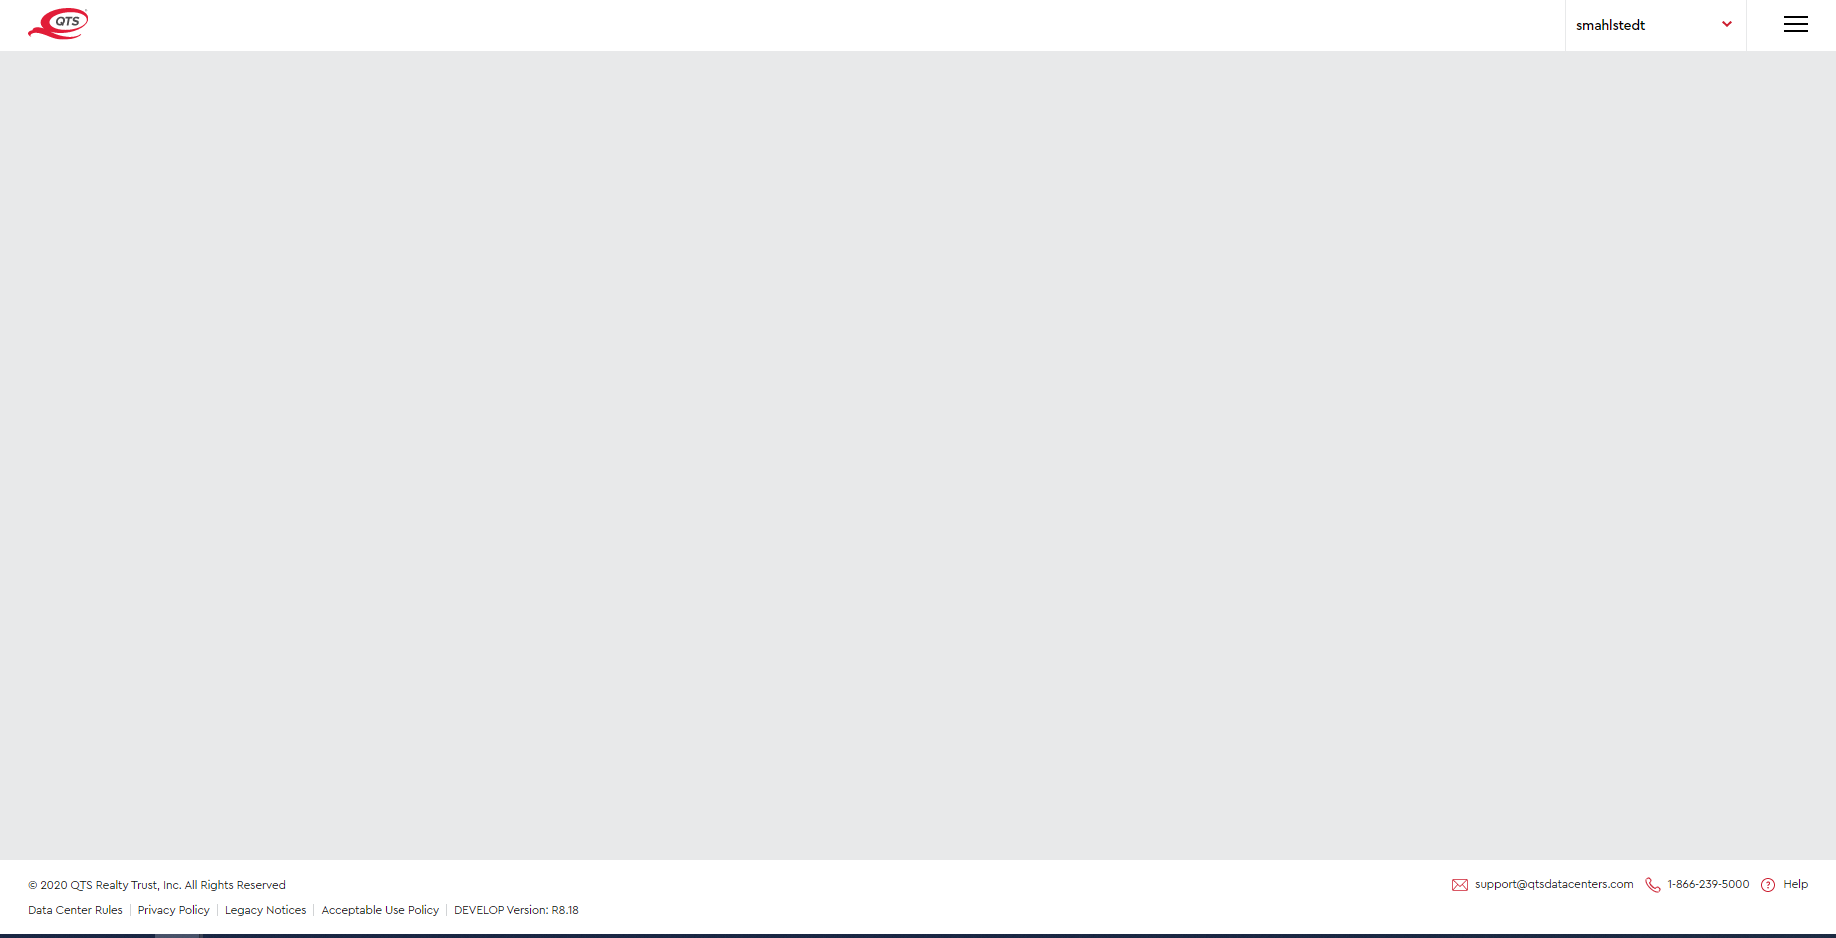 QTS
smahlstedt
© 2020 QTS Realty Trust, Inc. All Rights Reserved
support@qtsdatacenters.com 1-866-239-5000 Help
Data Center Rules Privacy Policy Legacy Notices Acceptable Use Policy DEVELOP Version: R8.18